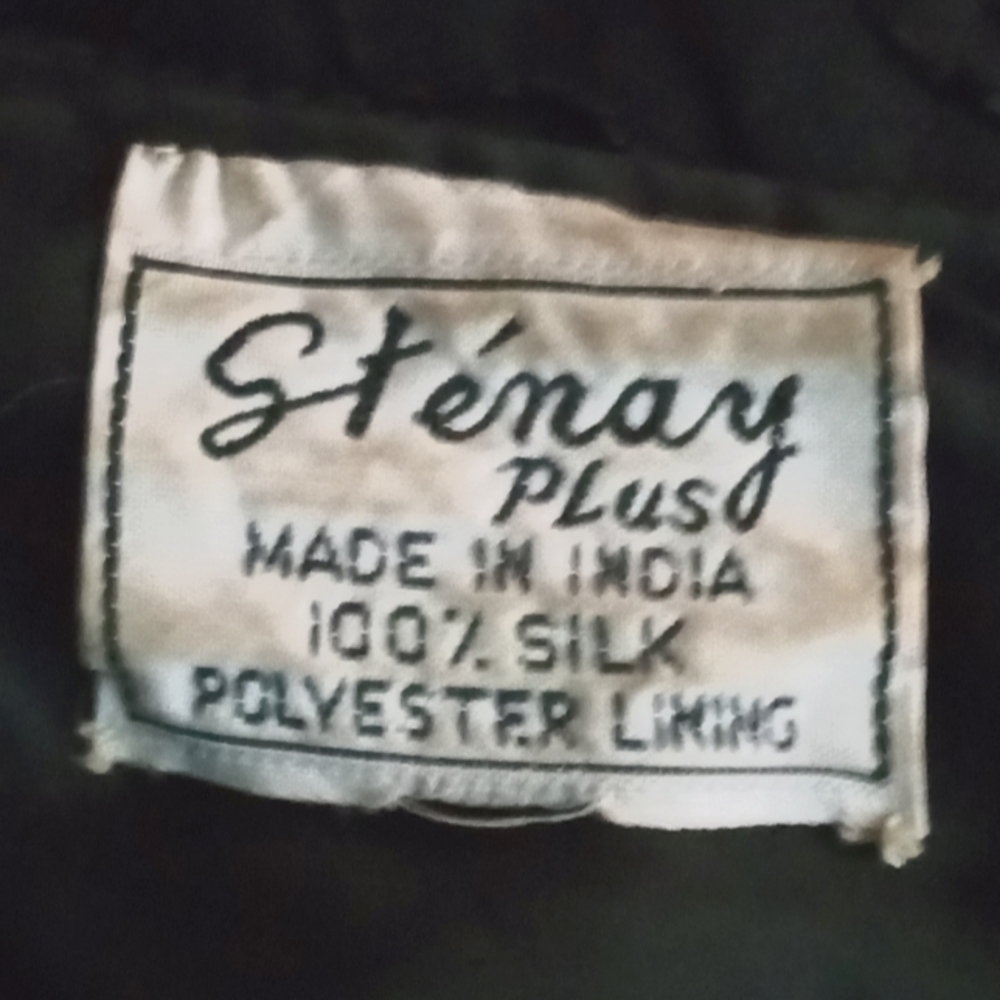 Sténay
PLus
MADE IN INDIA
100% SILK
POLYESTER LINING